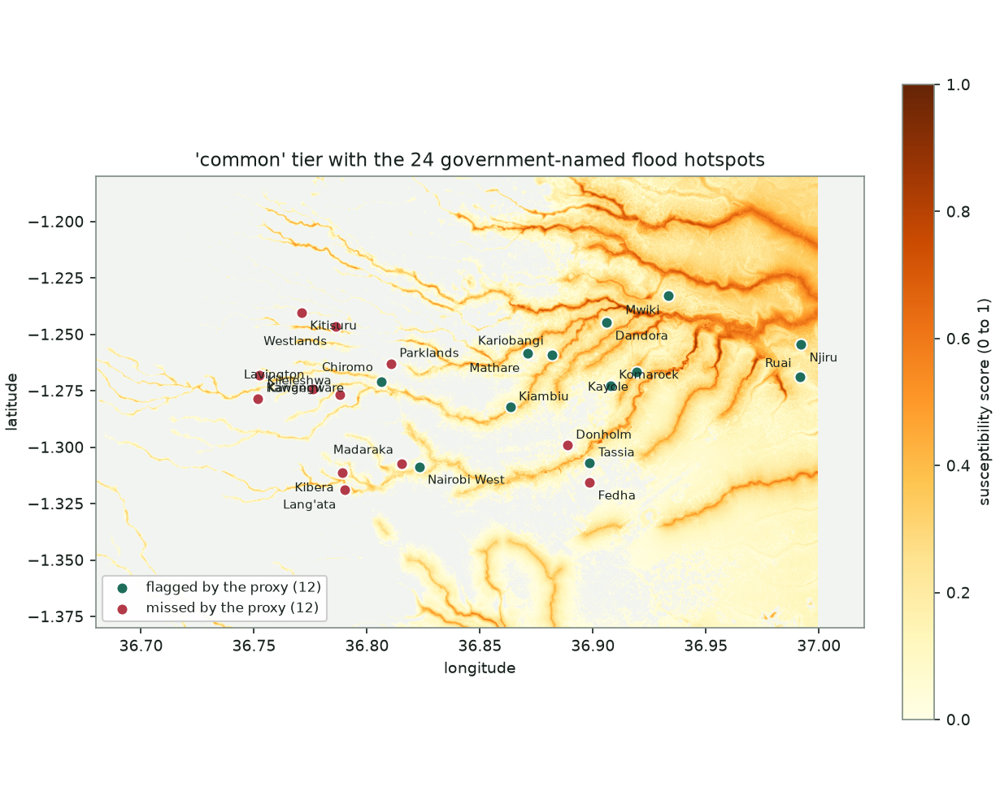 'common' tier with the 24 government-named flood hotspots
1.0
0.8
0.6
0.4
0.2
0.0
susceptibility score (0 to 1)
−1.200
−1.225
−1.250
−1.275
−1.300
−1.325
−1.350
−1.375
latitude
Mwiki
Kitisuru
Dandora
Westlands
Kariobangi
Parklands
Njiru
Ruai
Chiromo
Mathare
Lavington
Komarock
Kileleshwa
Kayole
Kawangware
Kiambiu
Donholm
Madaraka
Tassia
Nairobi West
Kibera
Fedha
Lang'ata
flagged by the proxy (12)
missed by the proxy (12)
36.70
36.75
36.80
36.85
36.90
36.95
37.00
longitude